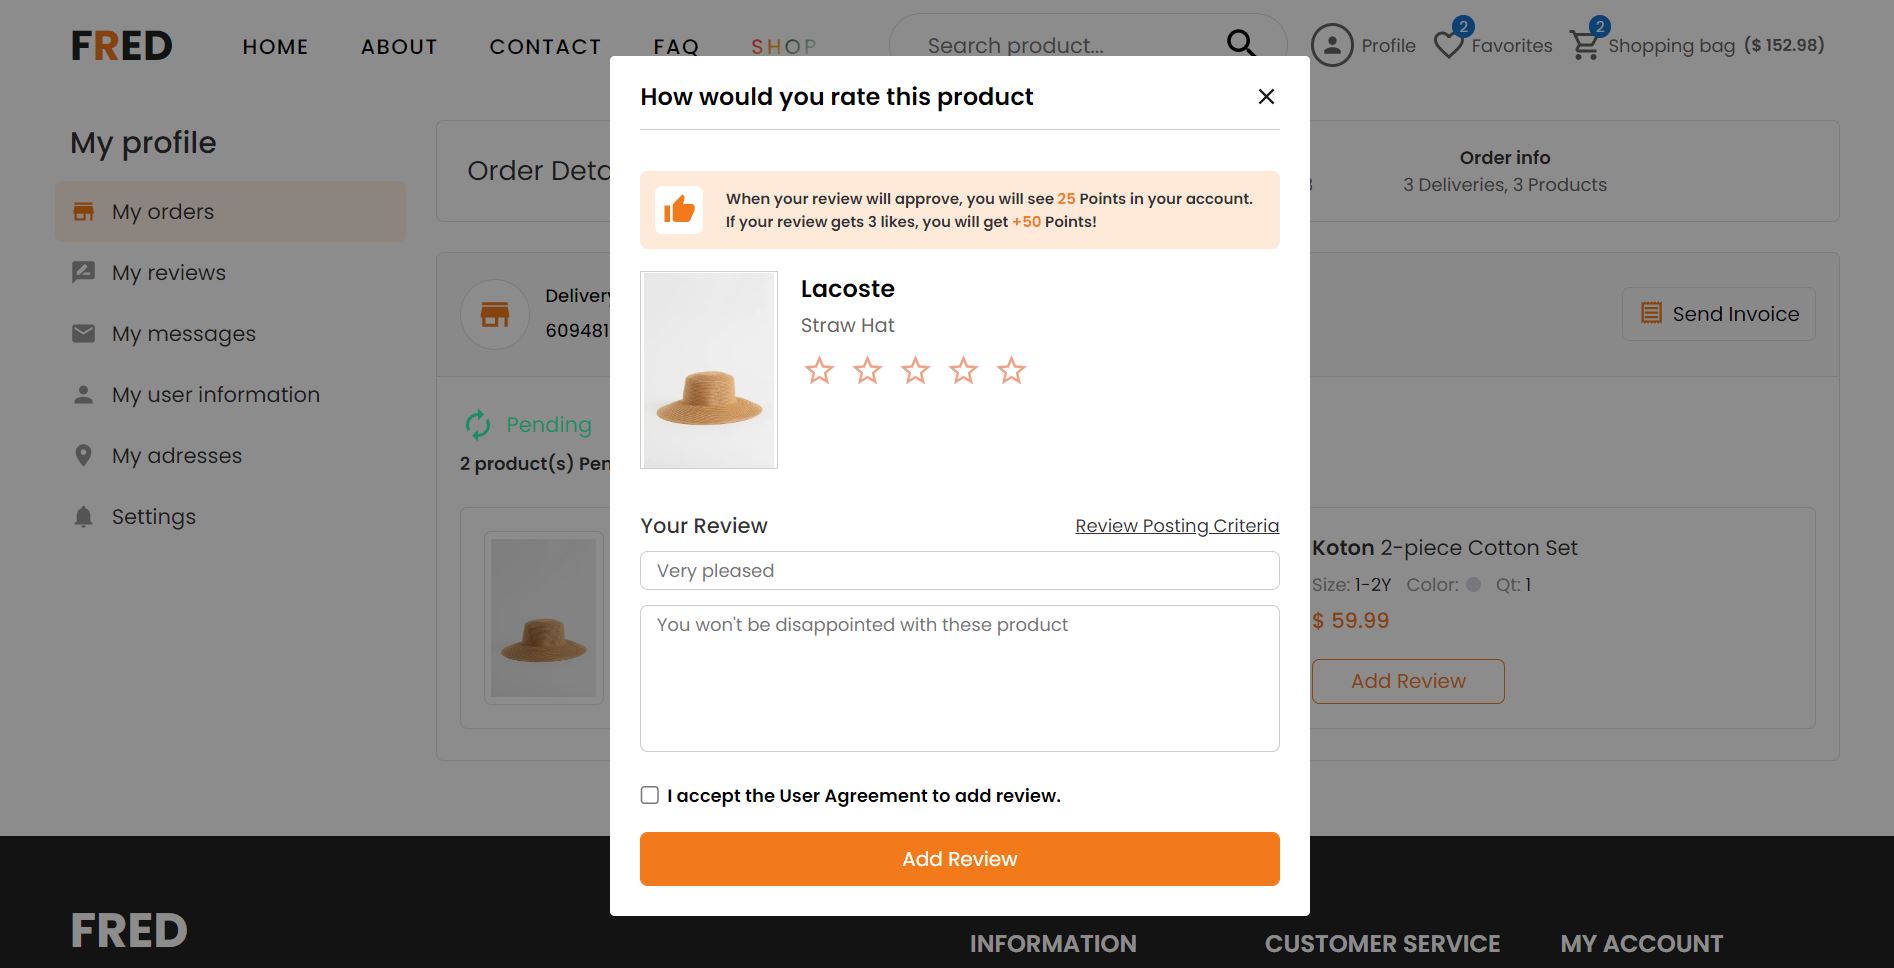 FRED
HOME ABOUT CONTACT FAQ SHOP
Search product...
Profile
2
Favorites
2
Shopping bag ($ 152.98)
My profile
My orders
My reviews
My messages
My user information
My adresses
Settings
Order Deta
Order info
3 Deliveries, 3 Products
Delivery
609481
Send Invoice
Pending
2 product(s) Pen
Koton 2-piece Cotton Set
Size: 1-2Y Color: Qt: 1
$ 59.99
Add Review
How would you rate this product
When your review will approve, you will see 25 Points in your account.
If your review gets 3 likes, you will get +50 Points!
Lacoste
Straw Hat
Your Review
Review Posting Criteria
Very pleased
You won't be disappointed with these product
I accept the User Agreement to add review.
Add Review
FRED
INFORMATION
CUSTOMER SERVICE
MY ACCOUNT